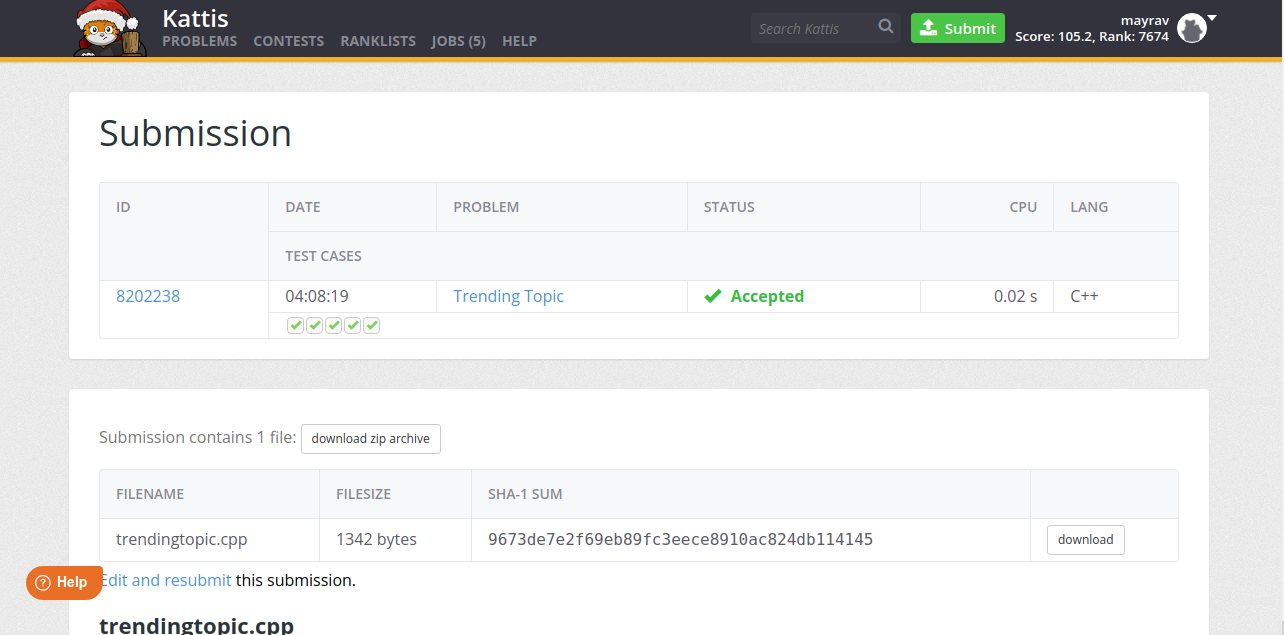 Kattis
PROBLEMS CONTESTS RANKLISTS JOBS (5) HELP
Search Kattis
Submit
mayrav
Score: 105.2, Rank: 7674
Submission
ID DATE PROBLEM STATUS CPU LANG
TEST CASES
8202238 04:08:19 Trending Topic Accepted 0.02 s C++
Submission contains 1 file: download zip archive
FILENAME FILESIZE SHA-1 SUM
trendingtopic.cpp 1342 bytes 9673de7e2f69eb89fc3eece8910ac824db114145 download
Edit and resubmit this submission.
Help
trendingtopic.cpp